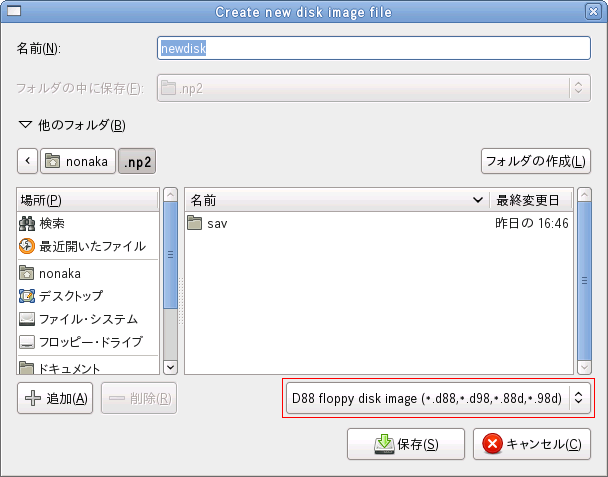 Create new disk image file
名前(N):
newdisk
フォルダの中に保存(F):
.np2
他のフォルダ(B)
nonaka
.np2
フォルダの作成(L)
場所(P)
検索
最近開いたファイル
nonaka
デスクトップ
ファイル・システム
フロッピー・ドライブ
ドキュメント
名前
最終変更日
sav
昨日の 16:46
追加(A)
削除(R)
D88 floppy disk image (*.d88,*.d98,*.88d,*.98d)
保存(S)
キャンセル(C)